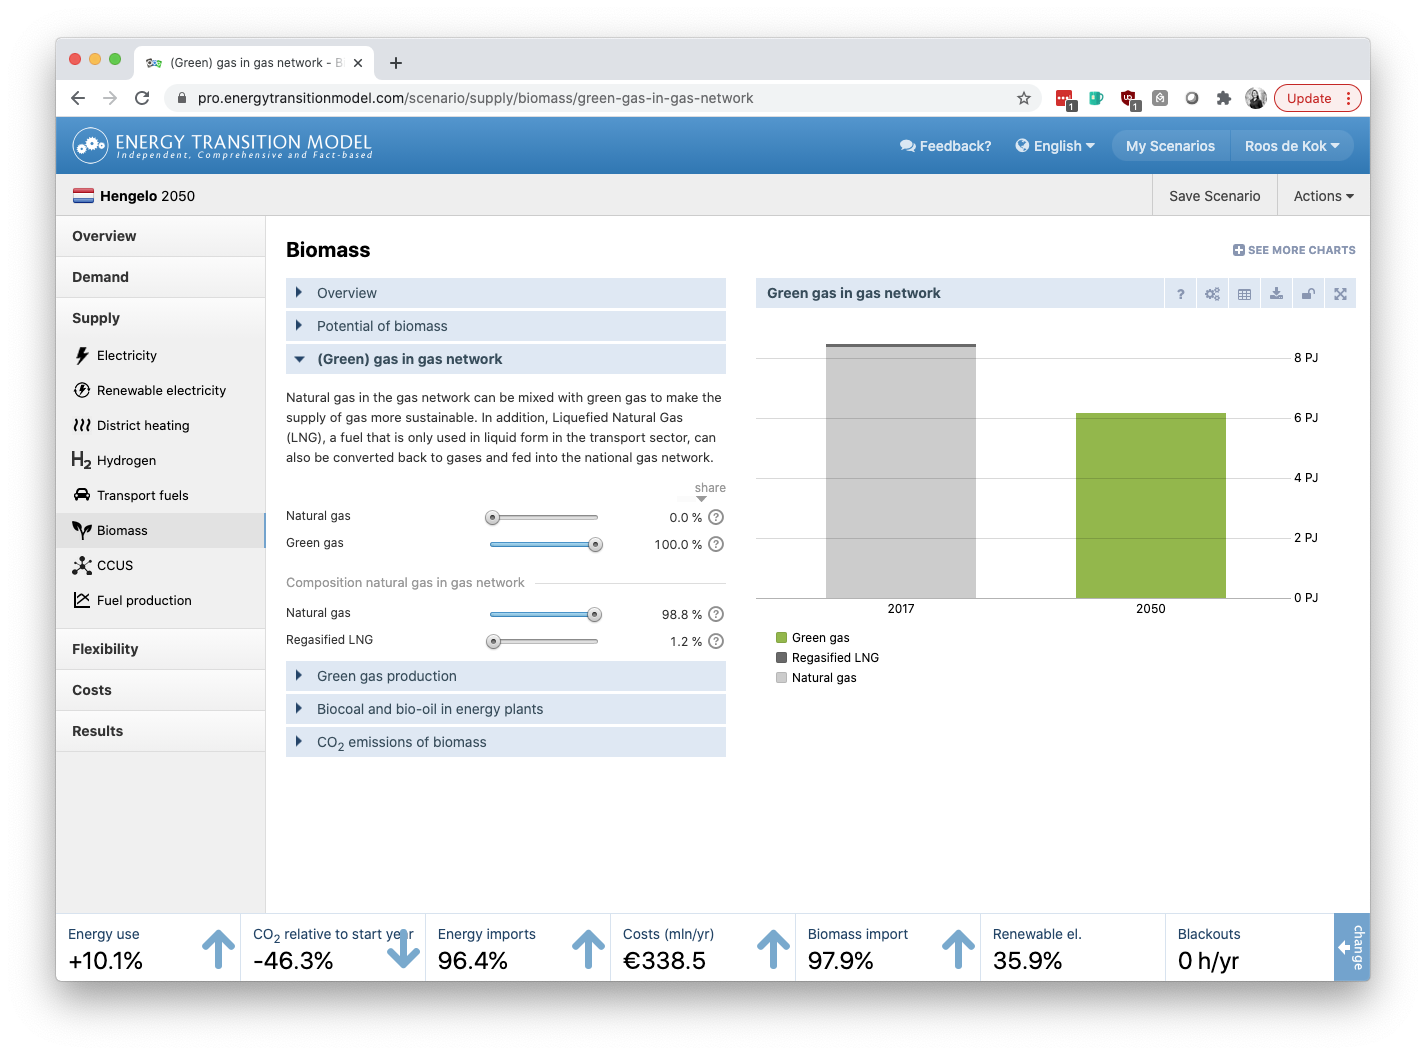 (Green) gas in gas network - B
pro.energytransitionmodel.com/scenario/supply/biomass/green-gas-in-gas-network
1
1
Update
ENERGY TRANSITION MODEL
Independent, Comprehensive and Fact-based
Feedback?
English
My Scenarios
Roos de Kok
Hengelo 2050
Save Scenario
Actions
Overview
Demand
Supply
Electricity
Renewable electricity
District heating
H2 Hydrogen
Transport fuels
Biomass
CCUS
Fuel production
Flexibility
Costs
Results
Biomass
SEE MORE CHARTS
Overview
Potential of biomass
(Green) gas in gas network
Natural gas in the gas network can be mixed with green gas to make the
supply of gas more sustainable. In addition, Liquefied Natural Gas
(LNG), a fuel that is only used in liquid form in the transport sector, can
also be converted back to gases and fed into the national gas network.
share
Natural gas 0.0 % ?
Green gas 100.0 % ?
Composition natural gas in gas network
Natural gas 98.8 % ?
Regasified LNG 1.2 % ?
Green gas production
Biocoal and bio-oil in energy plants
CO2 emissions of biomass
Green gas in gas network
?
8 PJ
6 PJ
4 PJ
2 PJ
0 PJ
2017
2050
Green gas
Regasified LNG
Natural gas
Energy use
+10.1%
CO2 relative to start year
-46.3%
Energy imports
96.4%
Costs (mln/yr)
€338.5
Biomass import
97.9%
Renewable el.
35.9%
Blackouts
0 h/yr
change